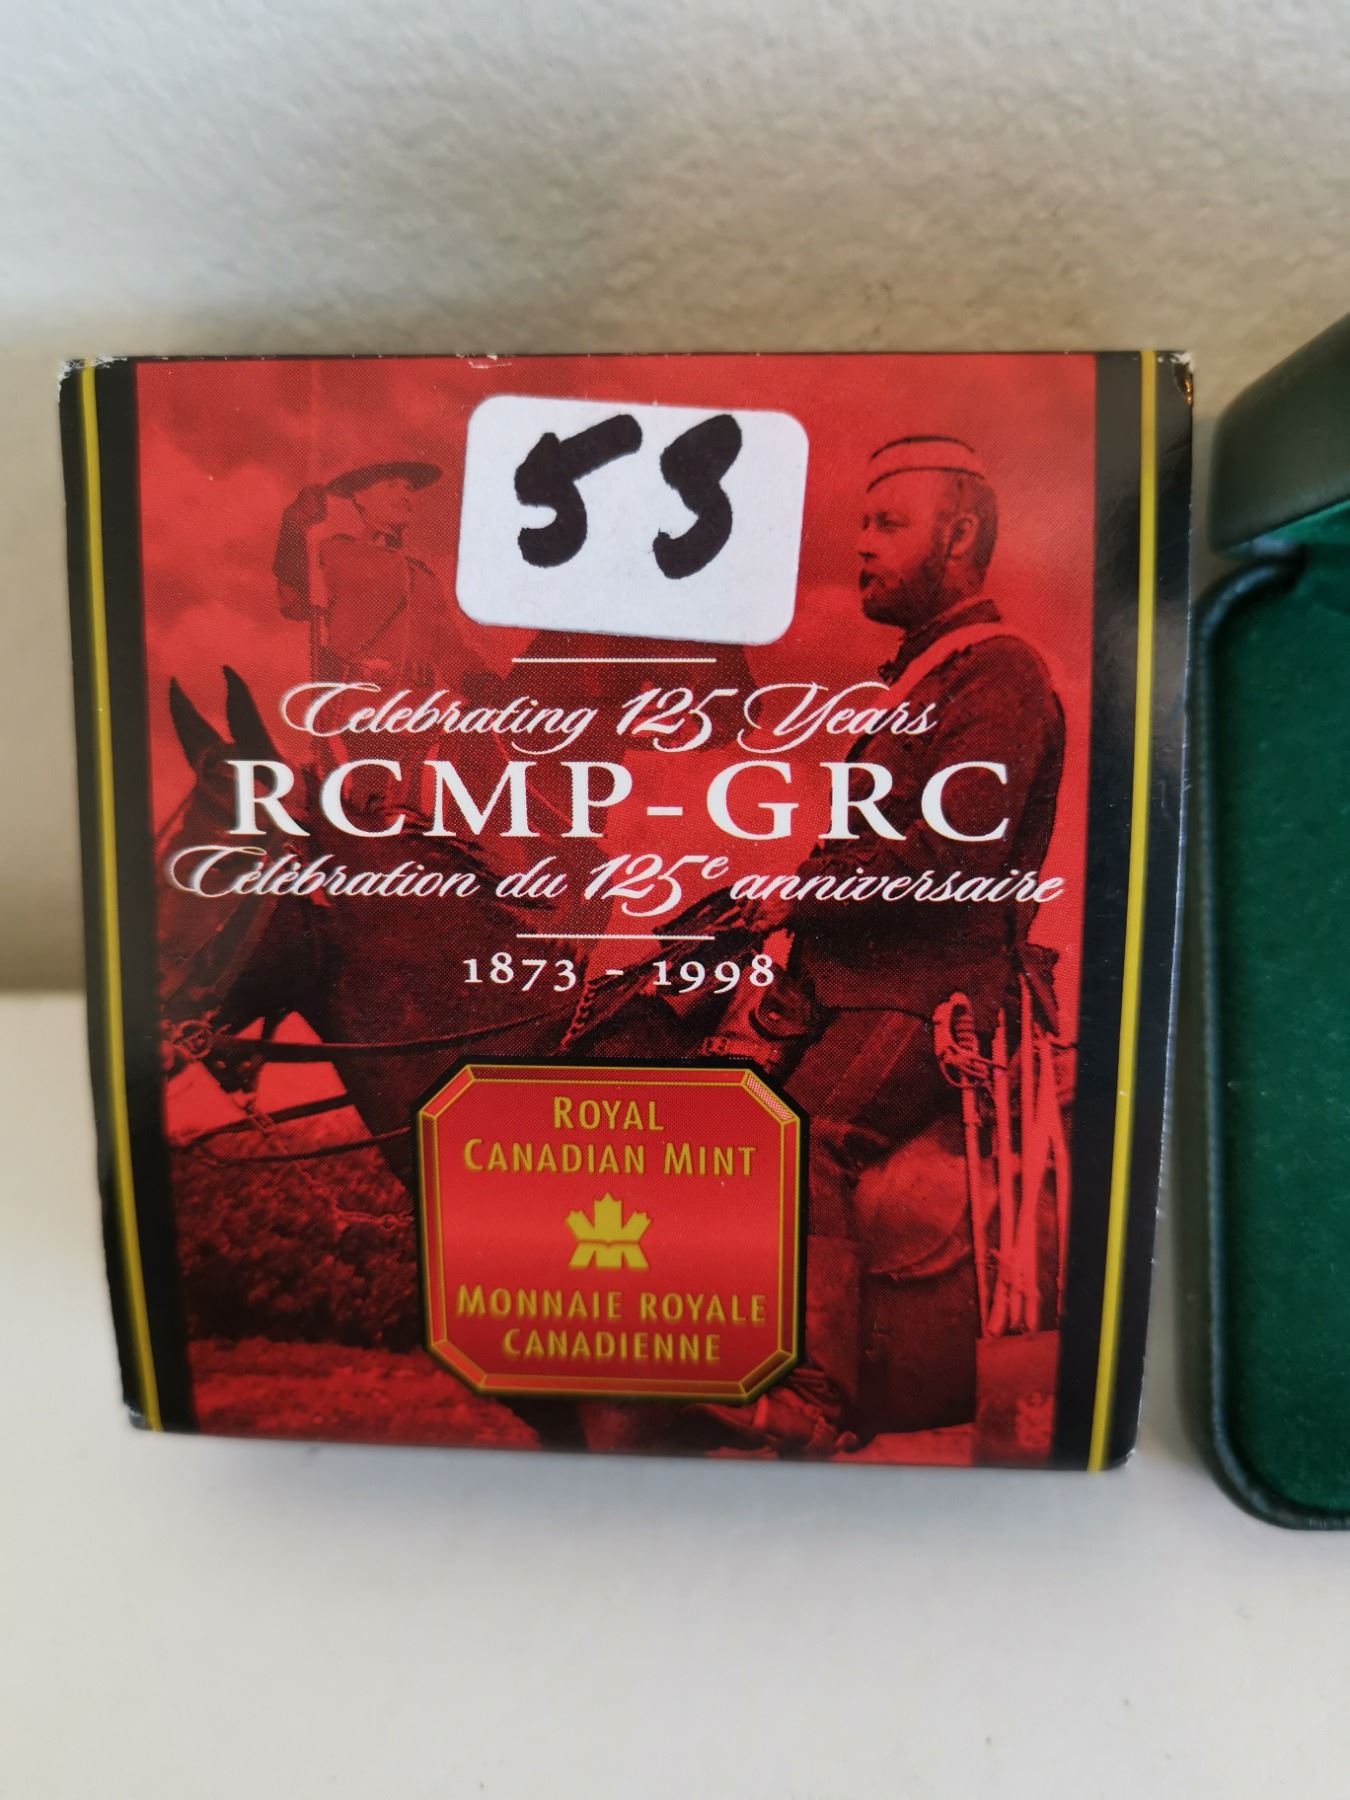 53
Celebrating 125 Years
RCMP-GRC
Célébration du 125e anniversaire
1873 - 1998
ROYAL
CANADIAN MINT
MONNAIE ROYALE
CANADIENNE